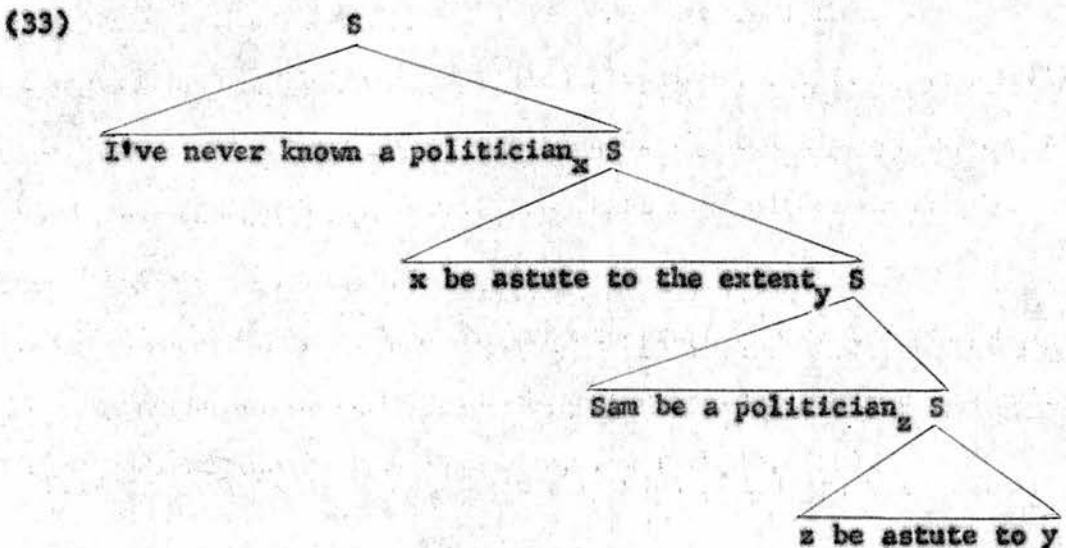 (33) S
I've never known a politician_x S
x be astute to the extent_y S
Sam be a politician_z S
z be astute to y